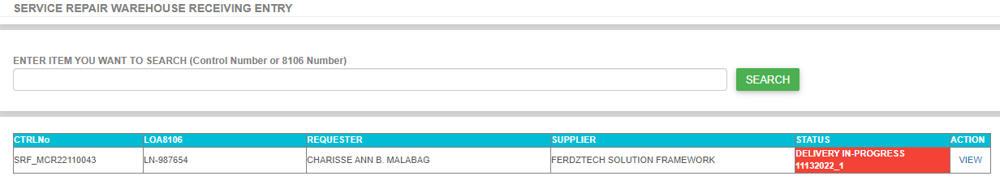 SERVICE REPAIR WAREHOUSE RECEIVING ENTRY
ENTER ITEM YOU WANT TO SEARCH (Control Number or 8106 Number)
SEARCH
CTRLNo LOA8106 REQUESTER SUPPLIER STATUS ACTION
SRF_MCR22110043 LN-987654 CHARISSE ANN B. MALABAG FERDZTECH SOLUTION FRAMEWORK DELIVERY IN-PROGRESS VIEW
11132022_1